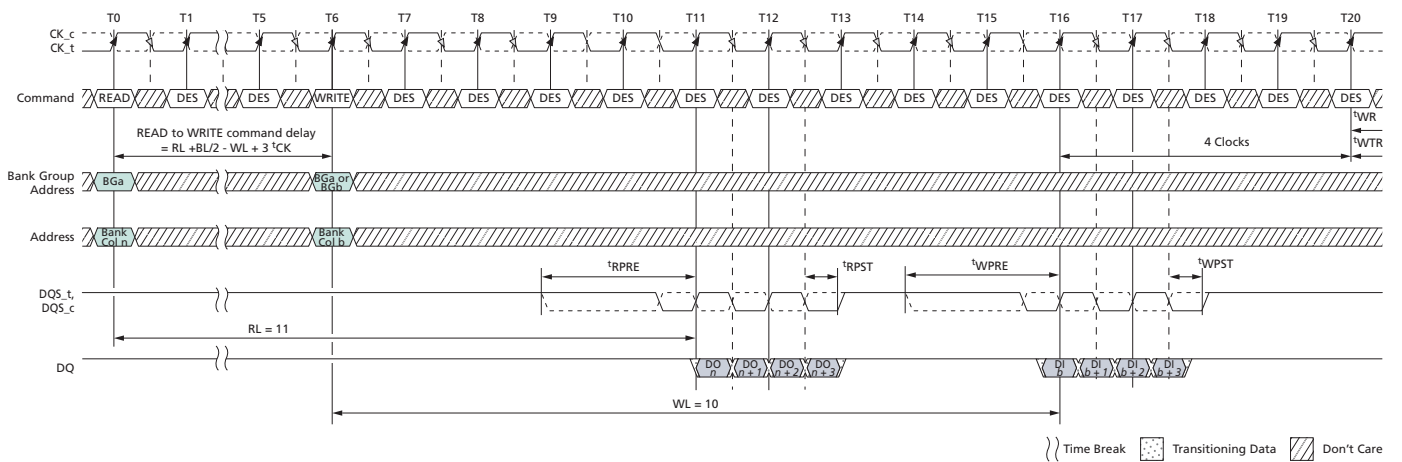 T0 T1 T5 T6 T7 T8 T9 T10 T11 T12 T13 T14 T15 T16 T17 T18 T19 T20
CK_c
CK_t
Command READ DES DES WRITE DES DES DES DES DES DES DES DES DES DES DES DES DES DES
tWR
READ to WRITE command delay
= RL +BL/2 - WL + 3 tCK
4 Clocks
tWTR
Bank Group
Address
BGa
BGa or
BGb
Address
Bank
Col n
Bank
Col b
tRPRE tRPST tWPRE tWPST
DQS_t,
DQS_c
RL = 11
DQ
DO
n
DO
n + 1
DO
n + 2
DO
n + 3
DI
b
DI
b + 1
DI
b + 2
DI
b + 3
WL = 10
Time Break Transitioning Data Don't Care